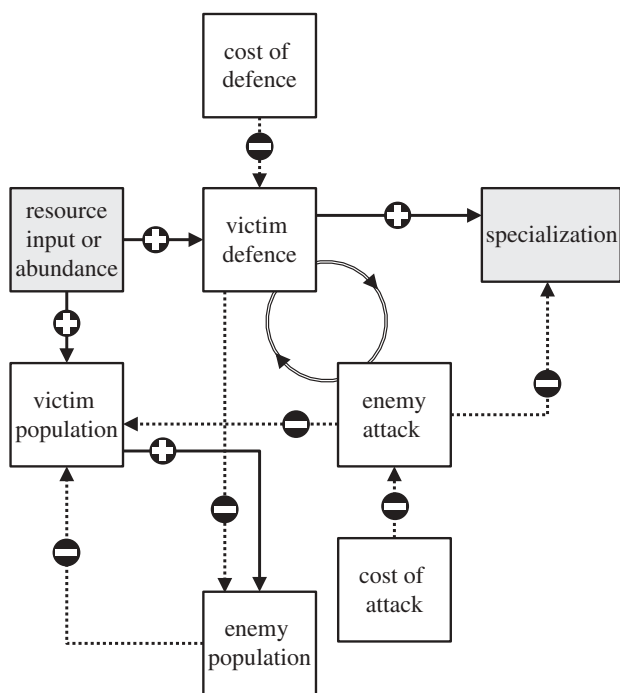 cost of
defence
resource
input or
abundance
victim
defence
specialization
victim
population
enemy
attack
cost of
attack
enemy
population